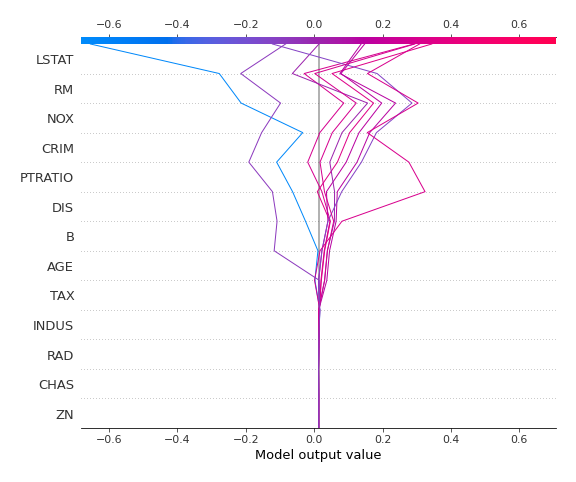 −0.6 −0.4 −0.2 0.0 0.2 0.4 0.6
LSTAT
RM
NOX
CRIM
PTRATIO
DIS
B
AGE
TAX
INDUS
RAD
CHAS
ZN
−0.6 −0.4 −0.2 0.0 0.2 0.4 0.6
Model output value